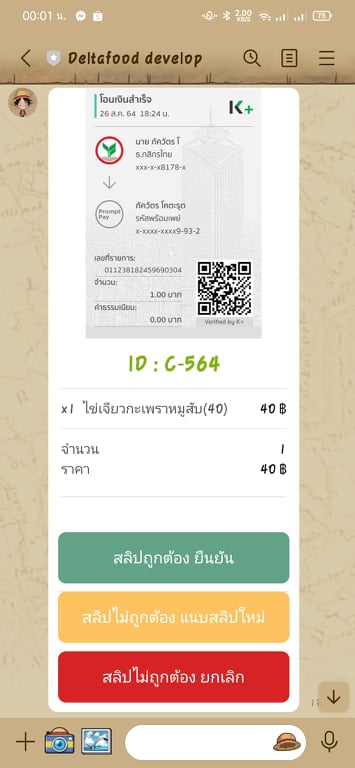 00:01 น.
2.00
KB/S
75
Deltafood develop
โอนเงินสำเร็จ
26 ส.ค. 64 18:24 น.
K+
นาย ภัควัตร โ
ธ.กสิกรไทย
xxx-x-x8178-x
Prompt
Pay
ภัควัตร โคตะรุด
รหัสพร้อมเพย์
x-xxxx-xxxx9-93-2
เลขที่รายการ:
011238182459690304
จำนวน:
1.00 บาท
ค่าธรรมเนียม:
0.00 บาท
Verified by K+
ID : C-564
x1 ไข่เจียวกะเพราหมูสับ(40) 40 ฿
จำนวน 1
ราคา 40 ฿
สลิปถูกต้อง ยืนยัน
สลิปไม่ถูกต้อง แนบสลิปใหม่
สลิปไม่ถูกต้อง ยกเลิก